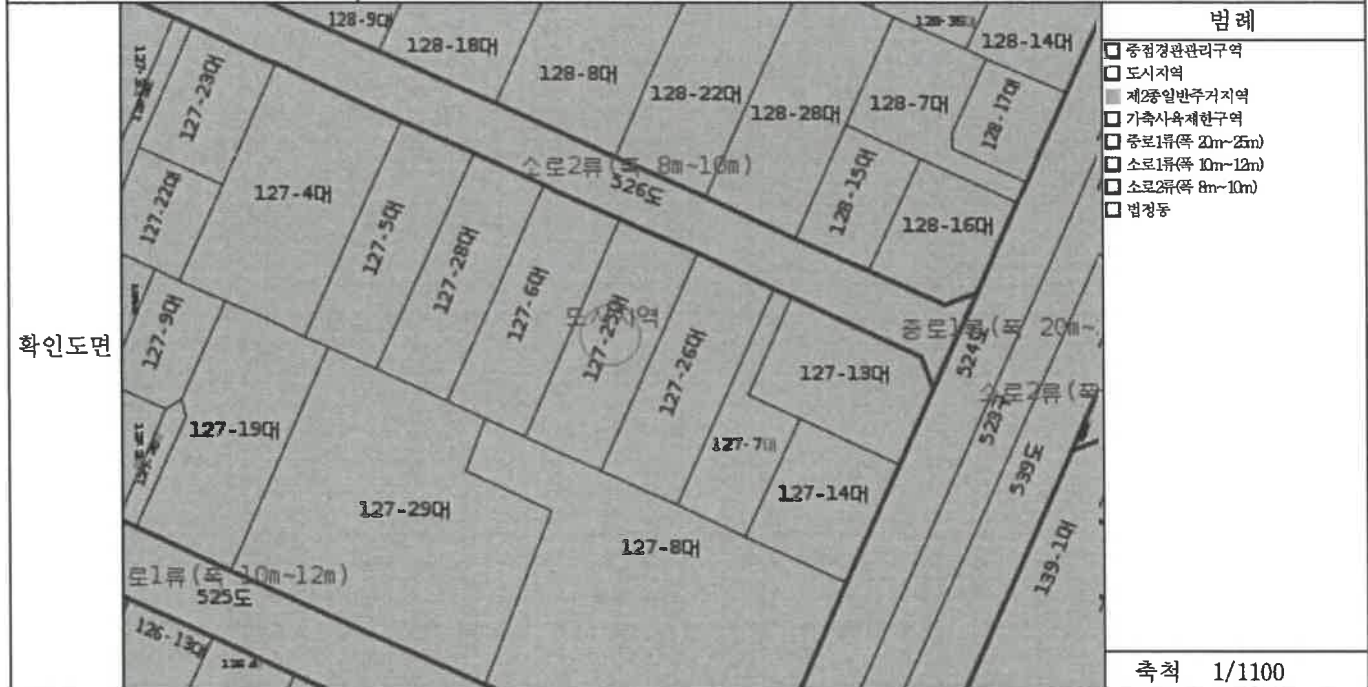 확인도면
128-9대
128-18대
128-14대
127-23대
128-8대
128-22대
128-28대
128-7대
128-17대
소로2류(폭 8m~10m)
526도
127-22대
127-4대
127-5대
127-28대
127-6대
127-25대
127-26대
128-15대
128-16대
도시지역
127-9대
중로1류(폭 20m~
524도
127-13대
소로2류(폭
523구
127-19대
127-7대
539도
127-14대
127-29대
127-8대
139-1대
로1류(폭 10m~12m)
525도
126-13대
범례
중점경관관리구역
도시지역
제2종일반주거지역
가축사육제한구역
중로1류(폭 20m~25m)
소로1류(폭 10m~12m)
소로2류(폭 8m~10m)
법정동
축척 1/1100